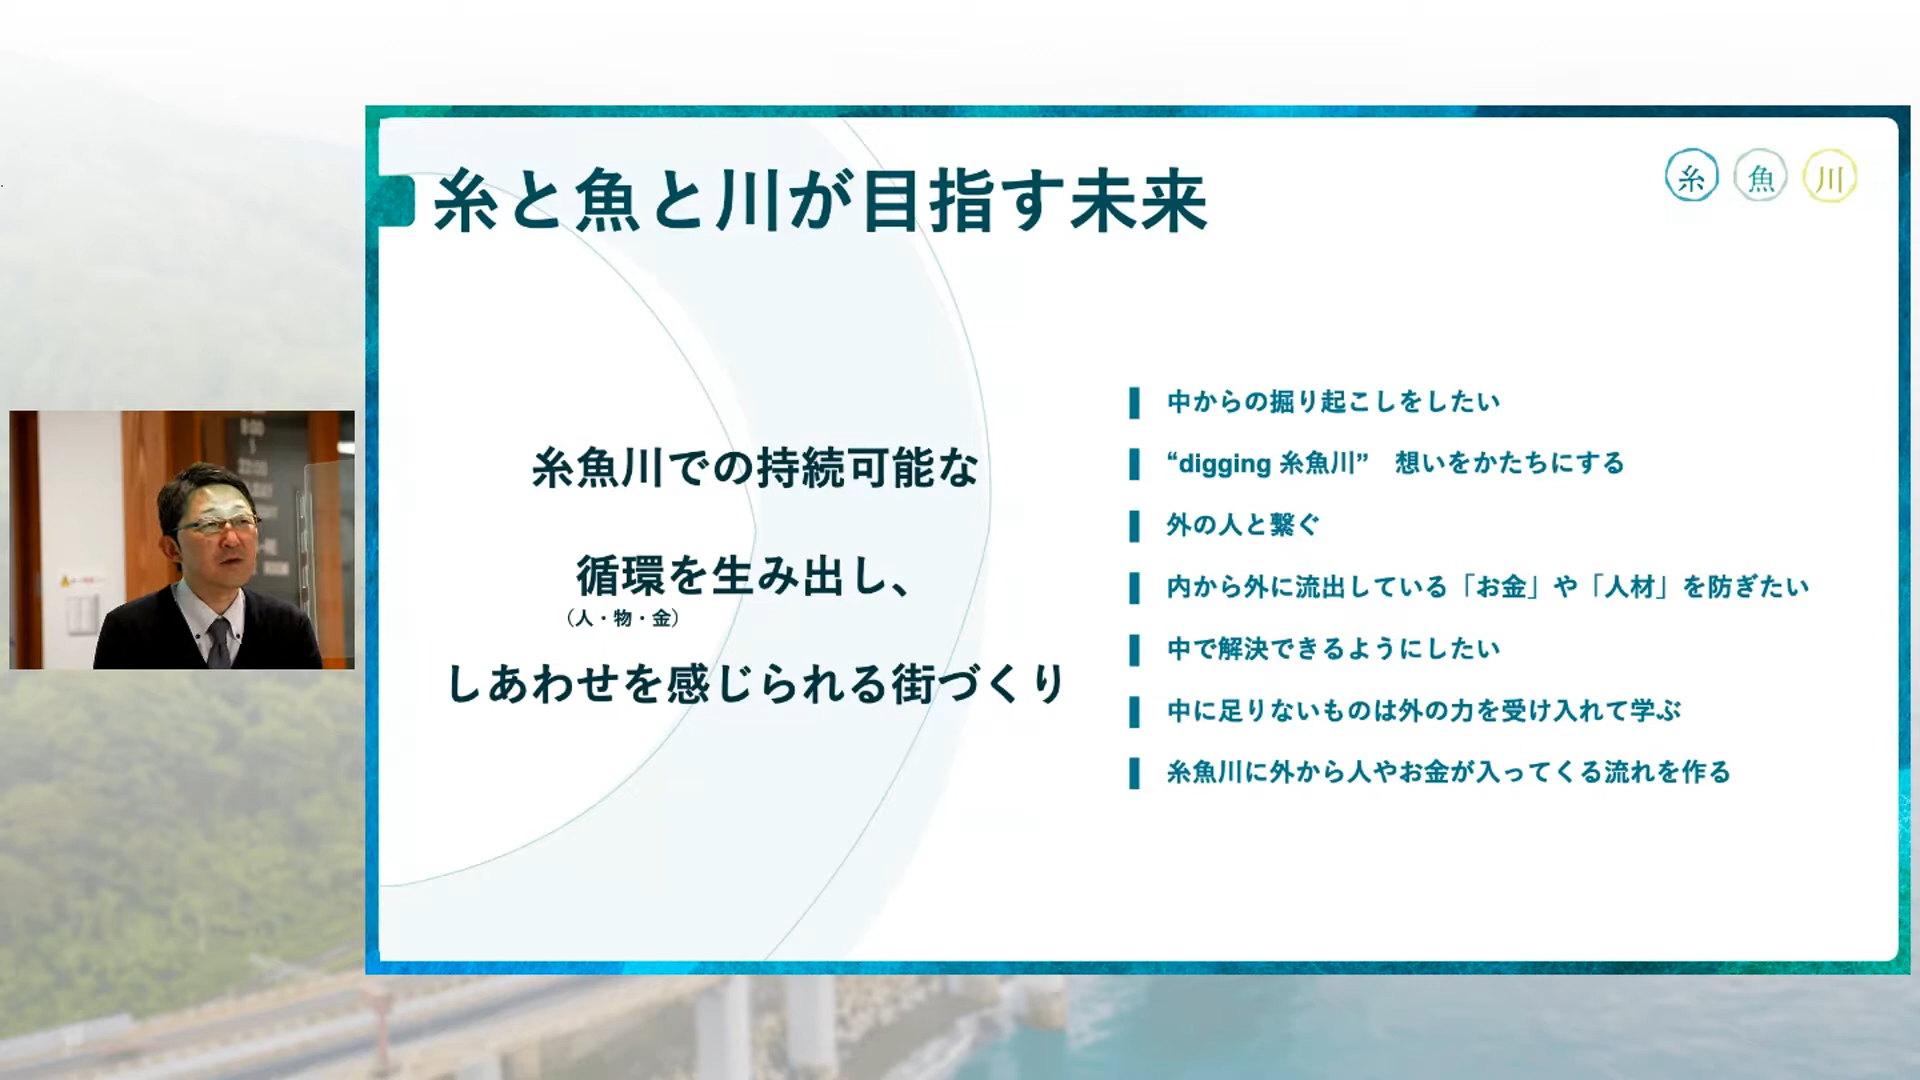 糸と魚と川が目指す未来
糸 魚 川
糸魚川での持続可能な
循環を生み出し、
（人・物・金）
しあわせを感じられる街づくり
中からの掘り起こしをしたい
“digging 糸魚川”　想いをかたちにする
外の人と繋ぐ
内から外に流出している「お金」や「人材」を防ぎたい
中で解決できるようにしたい
中に足りないものは外の力を受け入れて学ぶ
糸魚川に外から人やお金が入ってくる流れを作る